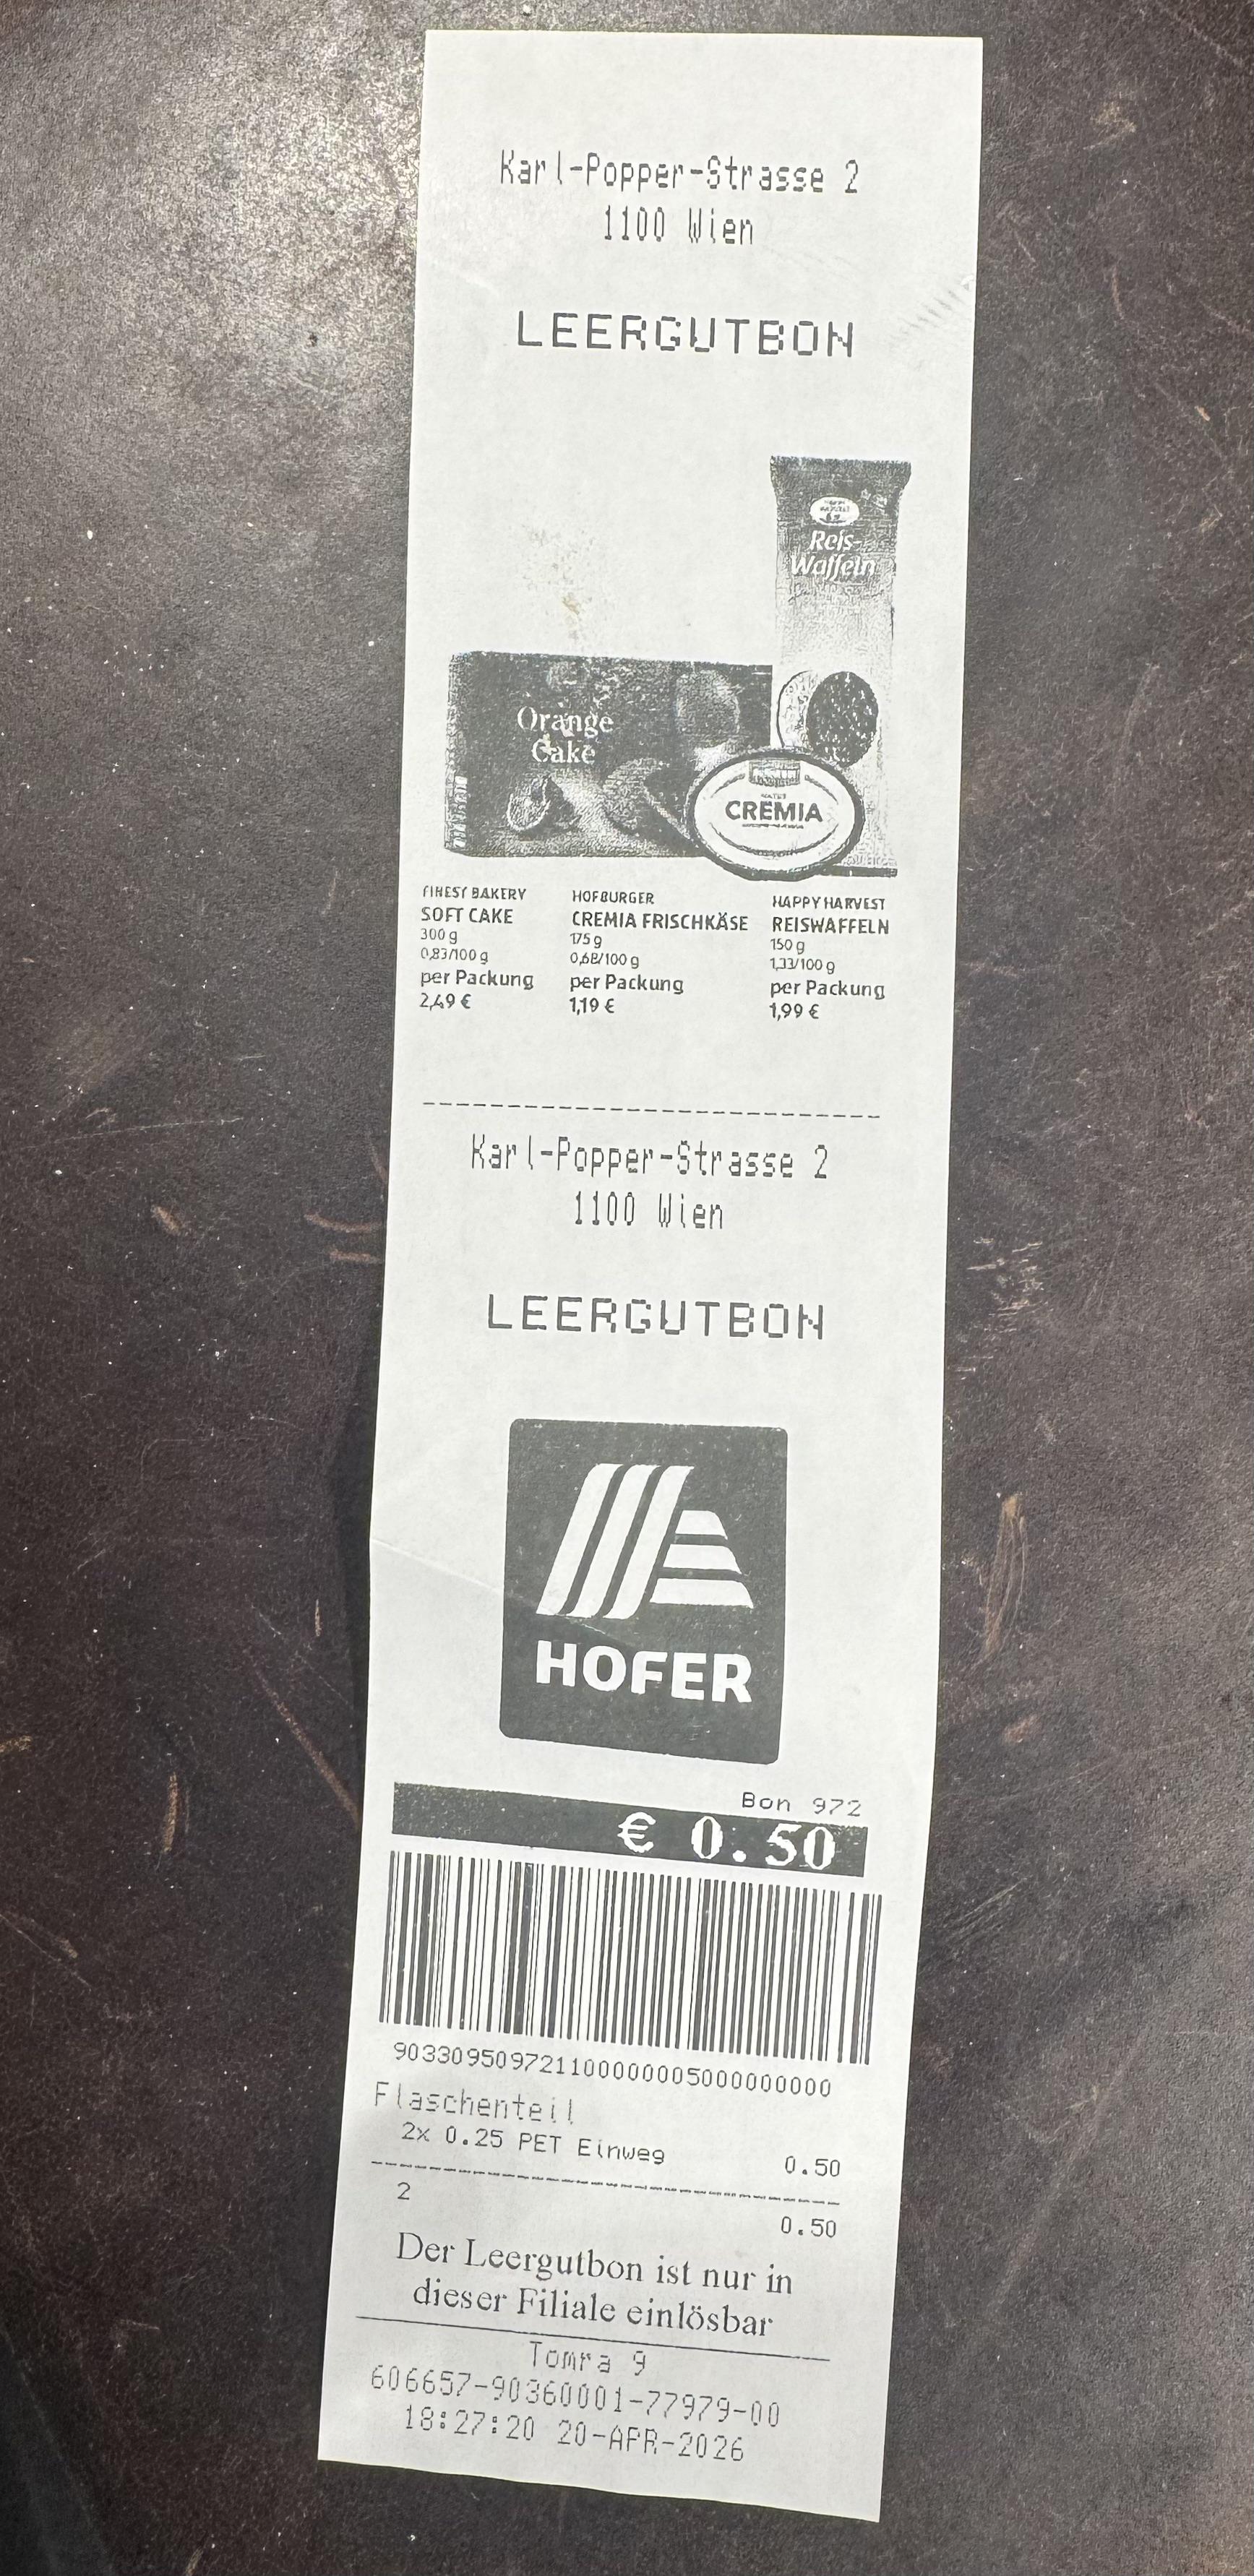 Karl-Popper-Strasse 2
1100 Wien
LEERGUTBON
Reis-
Waffeln
Orange
Cake
CREMIA
FINEST BAKERY
SOFT CAKE
300 g
0,83/100 g
per Packung
2,49 €
HOFBURGER
CREMIA FRISCHKÄSE
175 g
0,68/100 g
per Packung
1,19 €
HAPPY HARVEST
REISWAFFELN
150 g
1,33/100 g
per Packung
1,99 €
Karl-Popper-Strasse 2
1100 Wien
LEERGUTBON
HOFER
Bon 972
€ 0.50
9033095097211000000005000000000
Flaschenteil
2x 0.25 PET Einweg 0.50
2 0.50
Der Leergutbon ist nur in
dieser Filiale einlösbar
Tomra 9
606657-90360001-77979-00
18:27:20 20-APR-2026